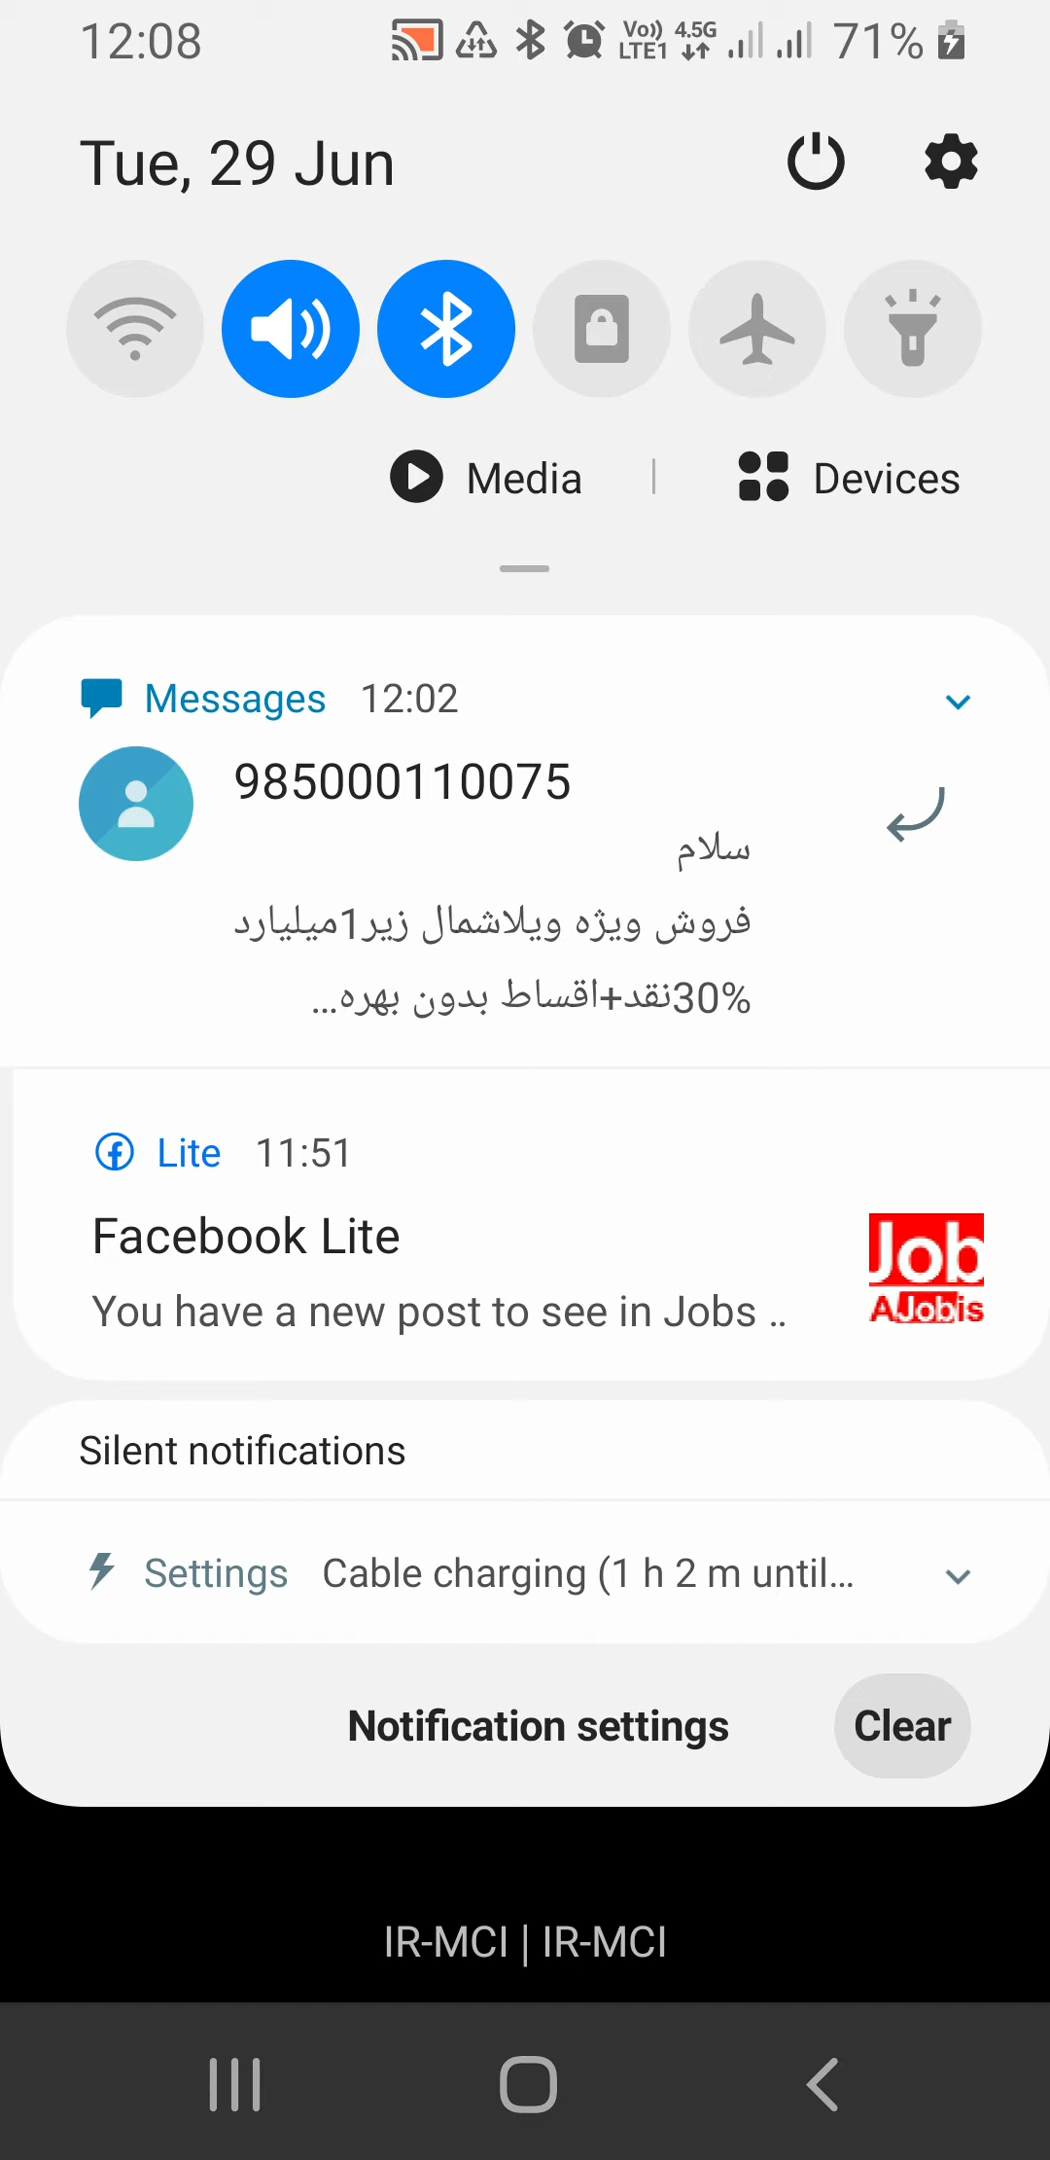 12:08
Vo)) LTE1 4.5G 71%
Tue, 29 Jun
Media | Devices
Messages 12:02
985000110075
سلام
فروش ویژه ویلاشمال زیر1میلیارد
30%نقد+اقساط بدون بهره...
Lite 11:51
Facebook Lite
You have a new post to see in Jobs ..
Job
AJobis
Silent notifications
Settings Cable charging (1 h 2 m until...
Notification settings Clear
IR-MCI | IR-MCI